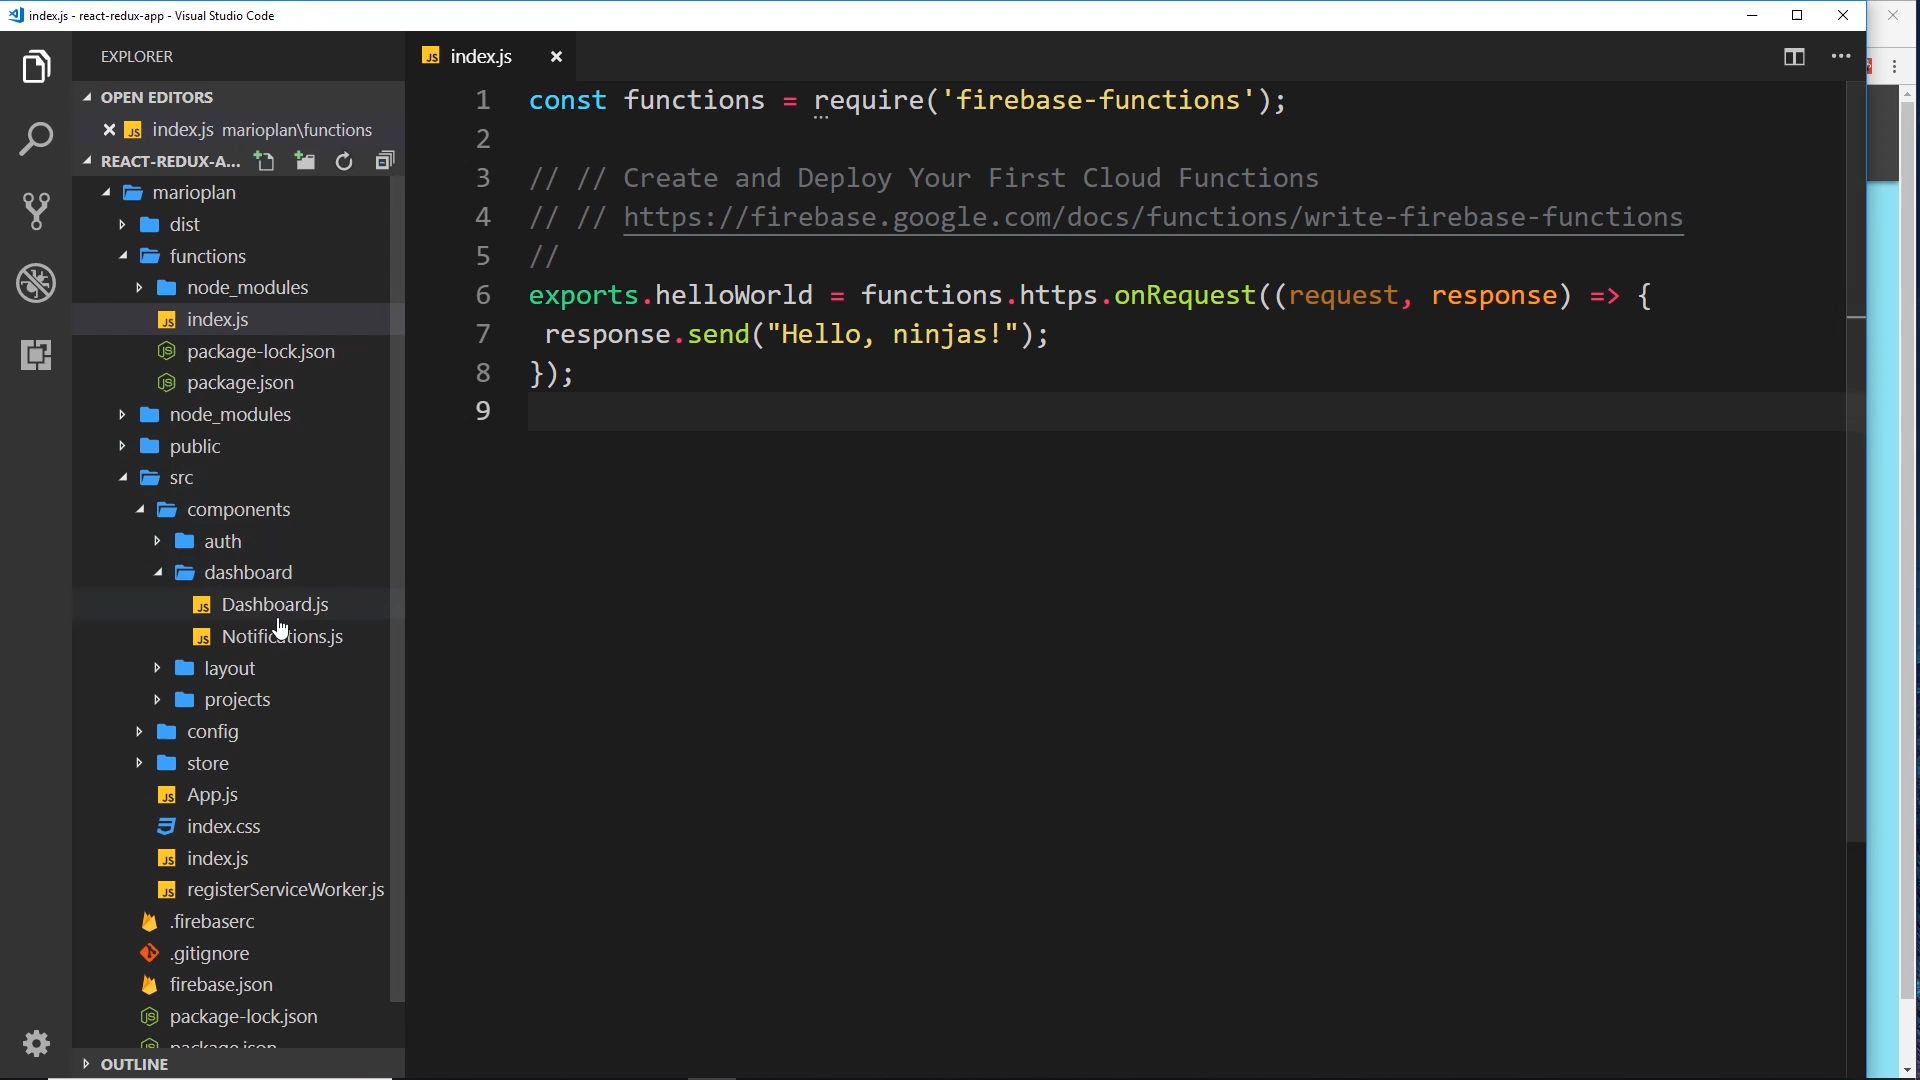 index.js - react-redux-app - Visual Studio Code
EXPLORER
OPEN EDITORS
index.js marioplan\functions
REACT-REDUX-A...
marioplan
dist
functions
node_modules
index.js
package-lock.json
package.json
node_modules
public
src
components
auth
dashboard
Dashboard.js
Notifications.js
layout
projects
config
store
App.js
index.css
index.js
registerServiceWorker.js
.firebaserc
.gitignore
firebase.json
package-lock.json
package.json
OUTLINE
index.js
1 const functions = require('firebase-functions');
2
3 // // Create and Deploy Your First Cloud Functions
4 // // https://firebase.google.com/docs/functions/write-firebase-functions
5 //
6 exports.helloWorld = functions.https.onRequest((request, response) => {
7 response.send("Hello, ninjas!");
8 });
9